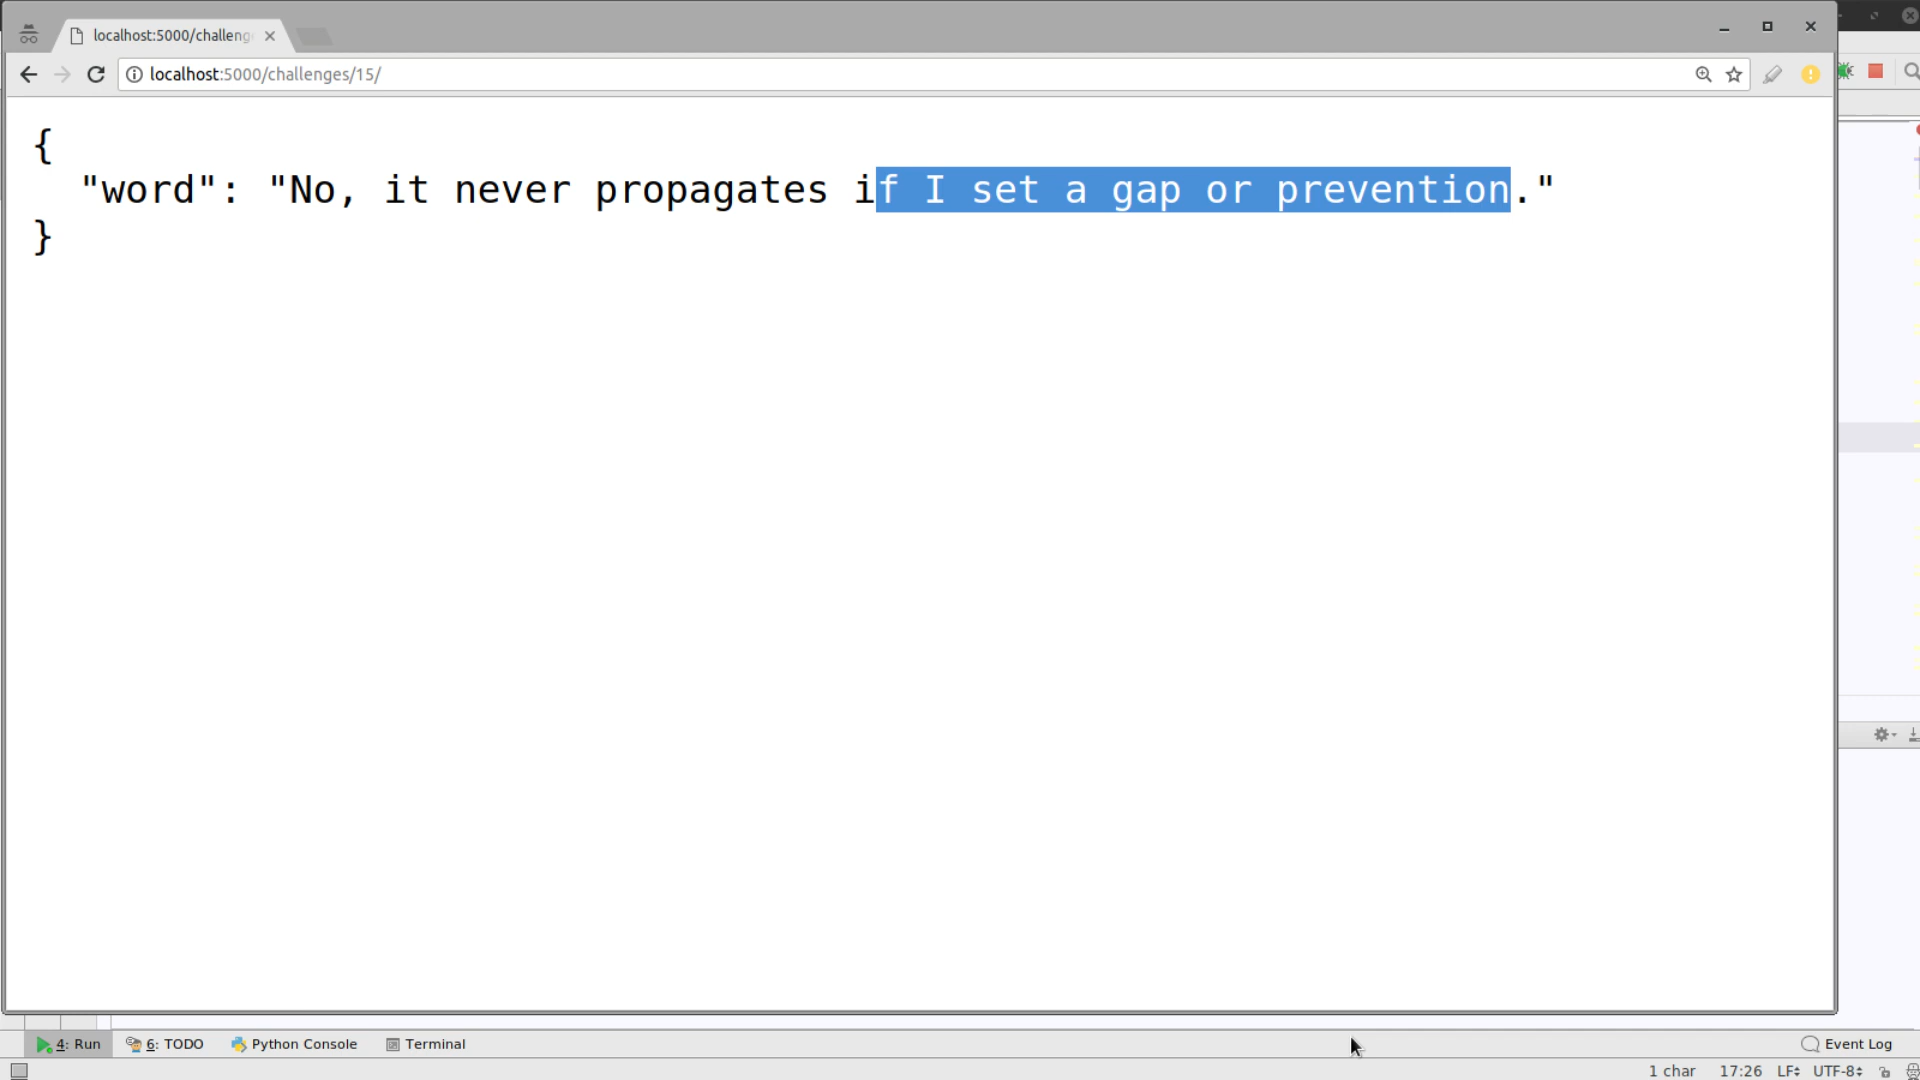 localhost:5000/challeng
localhost:5000/challenges/15/
{
"word": "No, it never propagates if I set a gap or prevention."
}
4: Run 6: TODO Python Console Terminal Event Log
1 char 17:26 LF UTF-8